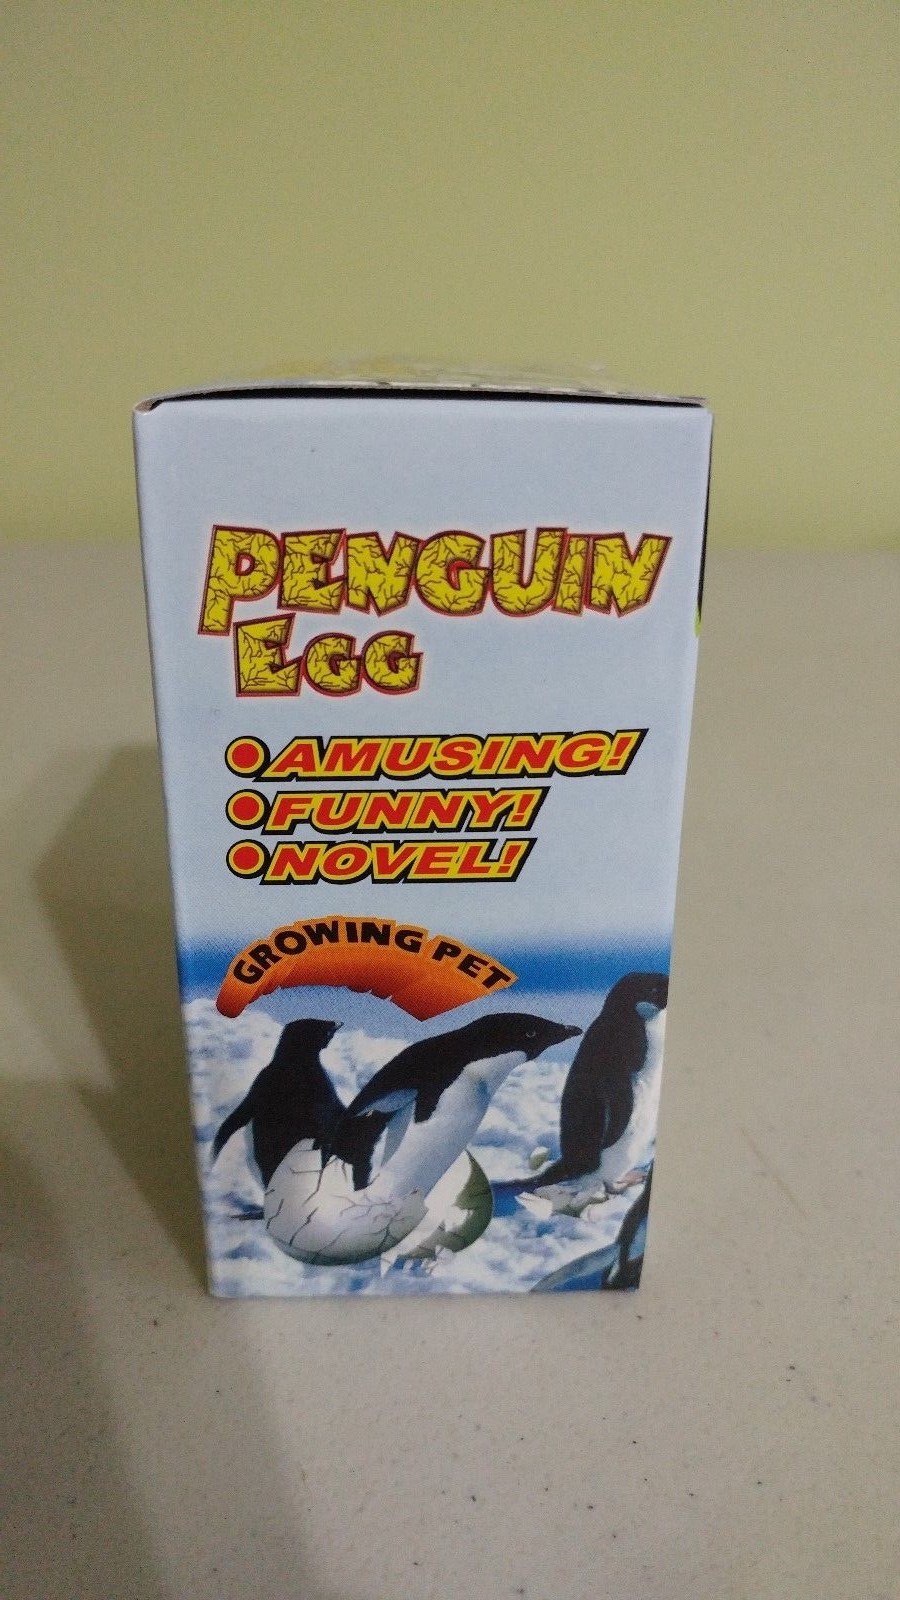 PENGUIN
EGG
• AMUSING!
• FUNNY!
• NOVEL!
GROWING PET